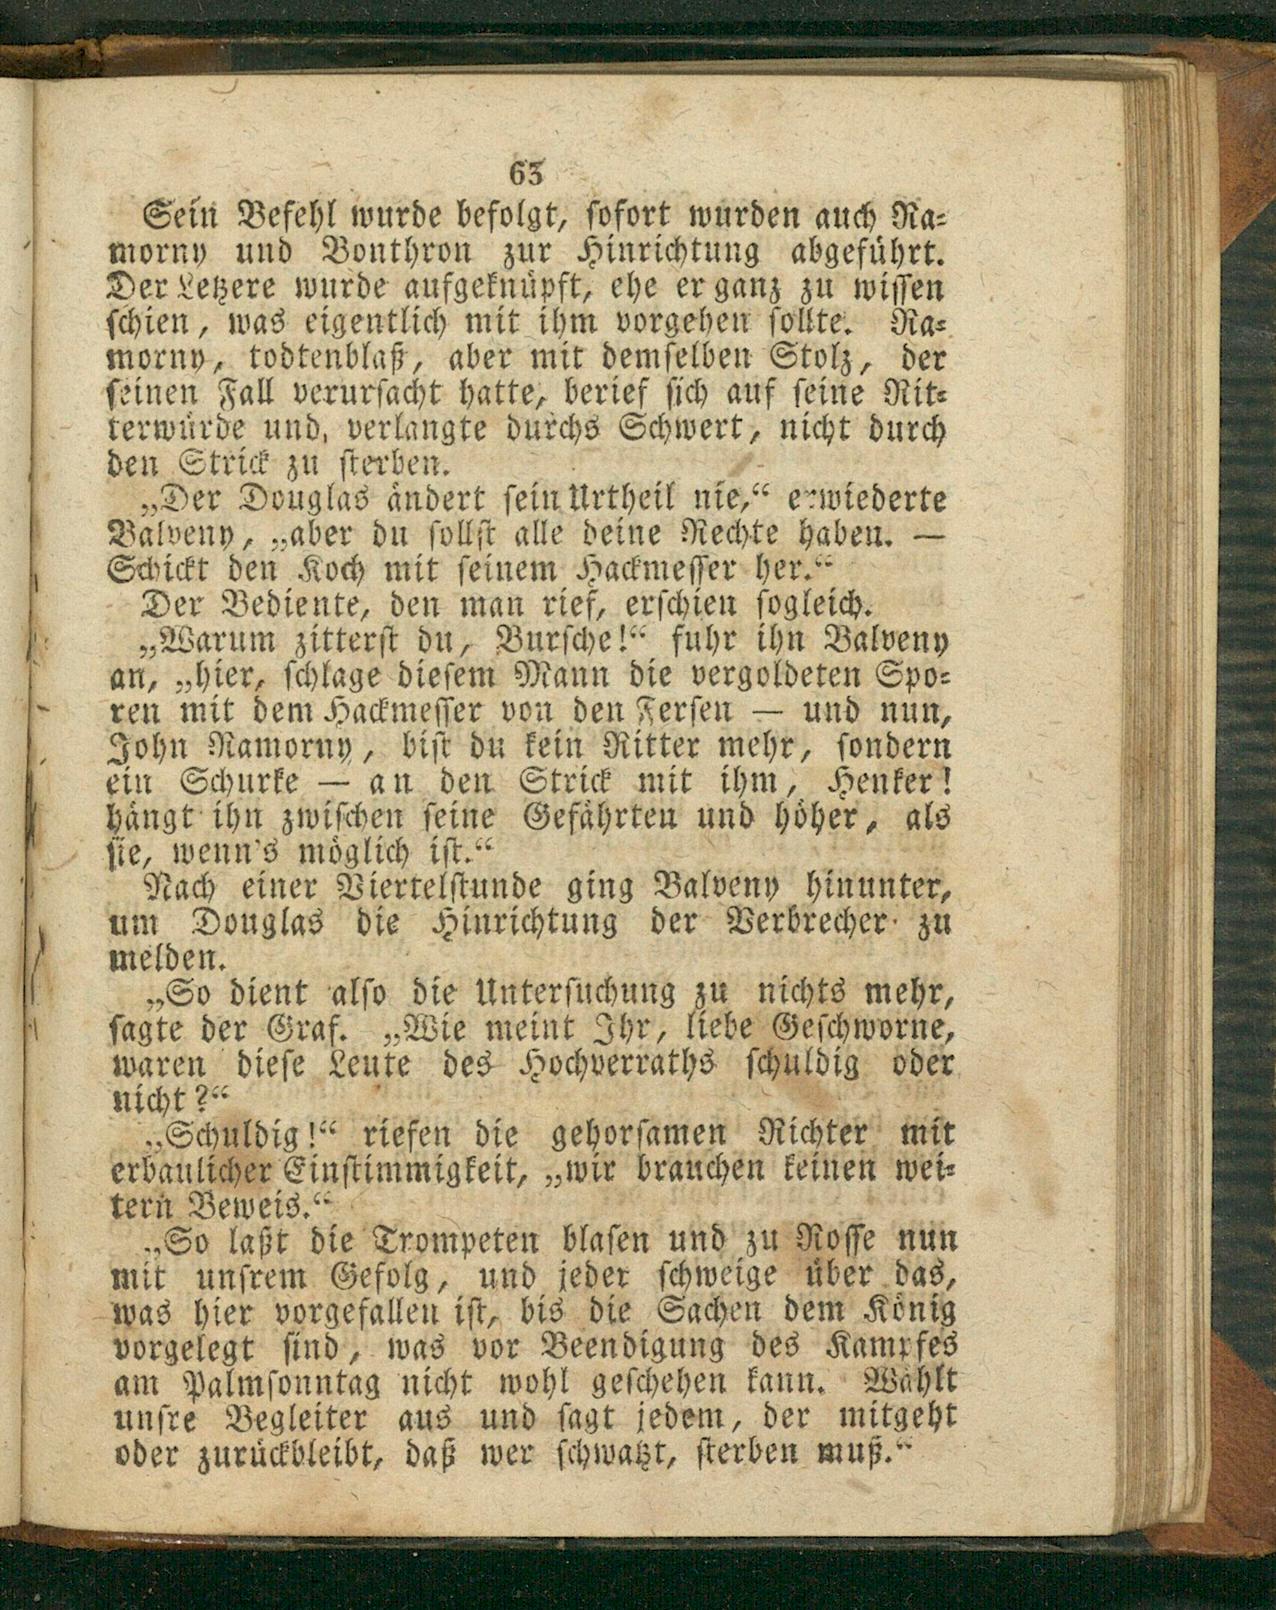 63
Sein Befehl wurde befolgt, sofort wurden auch Ra-
morny und Bonthron zur Hinrichtung abgeführt.
Der Letzere wurde aufgeknüpft, ehe er ganz zu wissen
schien, was eigentlich mit ihm vorgehen sollte. Ra-
morny, todtenblaß, aber mit demselben Stolz, der
seinen Fall verursacht hatte, berief sich auf seine Rit-
terwürde und, verlangte durchs Schwert, nicht durch
den Strick zu sterben.
„Der Douglas ändert sein Urtheil nie,“ erwiederte
Balveny, „aber du sollst alle deine Rechte haben. —
Schickt den Koch mit seinem Hackmesser her.“
Der Bediente, den man rief, erschien sogleich.
„Warum zitterst du, Bursche!“ fuhr ihn Balveny
an, „hier, schlage diesem Mann die vergoldeten Spo-
ren mit dem Hackmesser von den Fersen — und nun,
John Ramorny, bist du kein Ritter mehr, sondern
ein Schurke — an den Strick mit ihm, Henker!
hängt ihn zwischen seine Gefährten und höher, als
sie, wenn's möglich ist.“
Nach einer Viertelstunde ging Balveny hinunter,
um Douglas die Hinrichtung der Verbrecher zu
melden.
„So dient also die Untersuchung zu nichts mehr,
sagte der Graf. „Wie meint Ihr, liebe Geschworne,
waren diese Leute des Hochverraths schuldig oder
nicht?“
„Schuldig!“ riefen die gehorsamen Richter mit
erbaulicher Einstimmigkeit, „wir brauchen keinen wei-
tern Beweis.“
„So laßt die Trompeten blasen und zu Rosse nun
mit unsrem Gefolg, und jeder schweige über das,
was hier vorgefallen ist, bis die Sachen dem König
vorgelegt sind, was vor Beendigung des Kampfes
am Palmsonntag nicht wohl geschehen kann. Wählt
unsre Begleiter aus und sagt jedem, der mitgeht
oder zurückbleibt, daß wer schwatzt, sterben muß.“